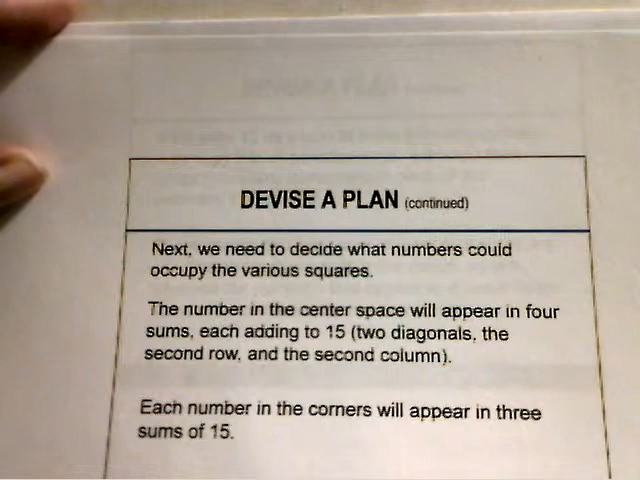 DEVISE A PLAN (continued)
Next, we need to decide what numbers could
occupy the various squares.
The number in the center space will appear in four
sums, each adding to 15 (two diagonals, the
second row, and the second column).
Each number in the corners will appear in three
sums of 15.